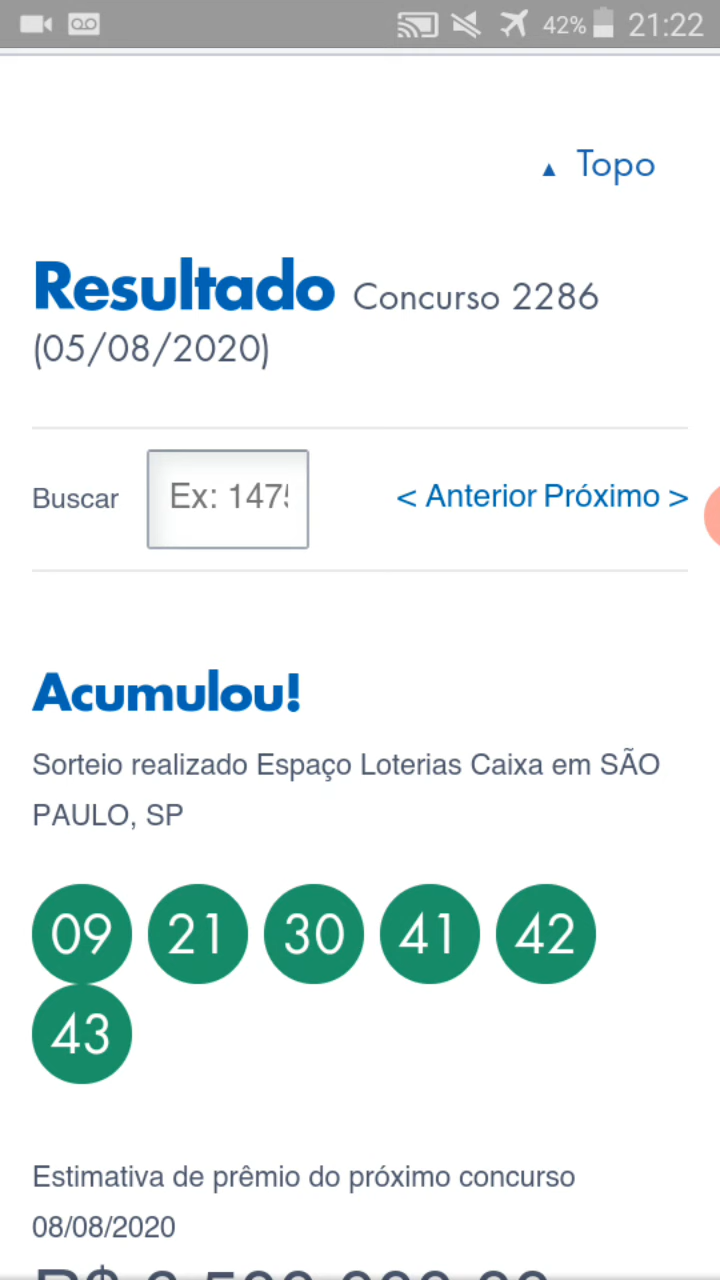 42% 21:22
▲ Topo
Resultado Concurso 2286
(05/08/2020)
Buscar Ex: 1475 < Anterior Próximo >
Acumulou!
Sorteio realizado Espaço Loterias Caixa em SÃO
PAULO, SP
09 21 30 41 42
43
Estimativa de prêmio do próximo concurso
08/08/2020
R$